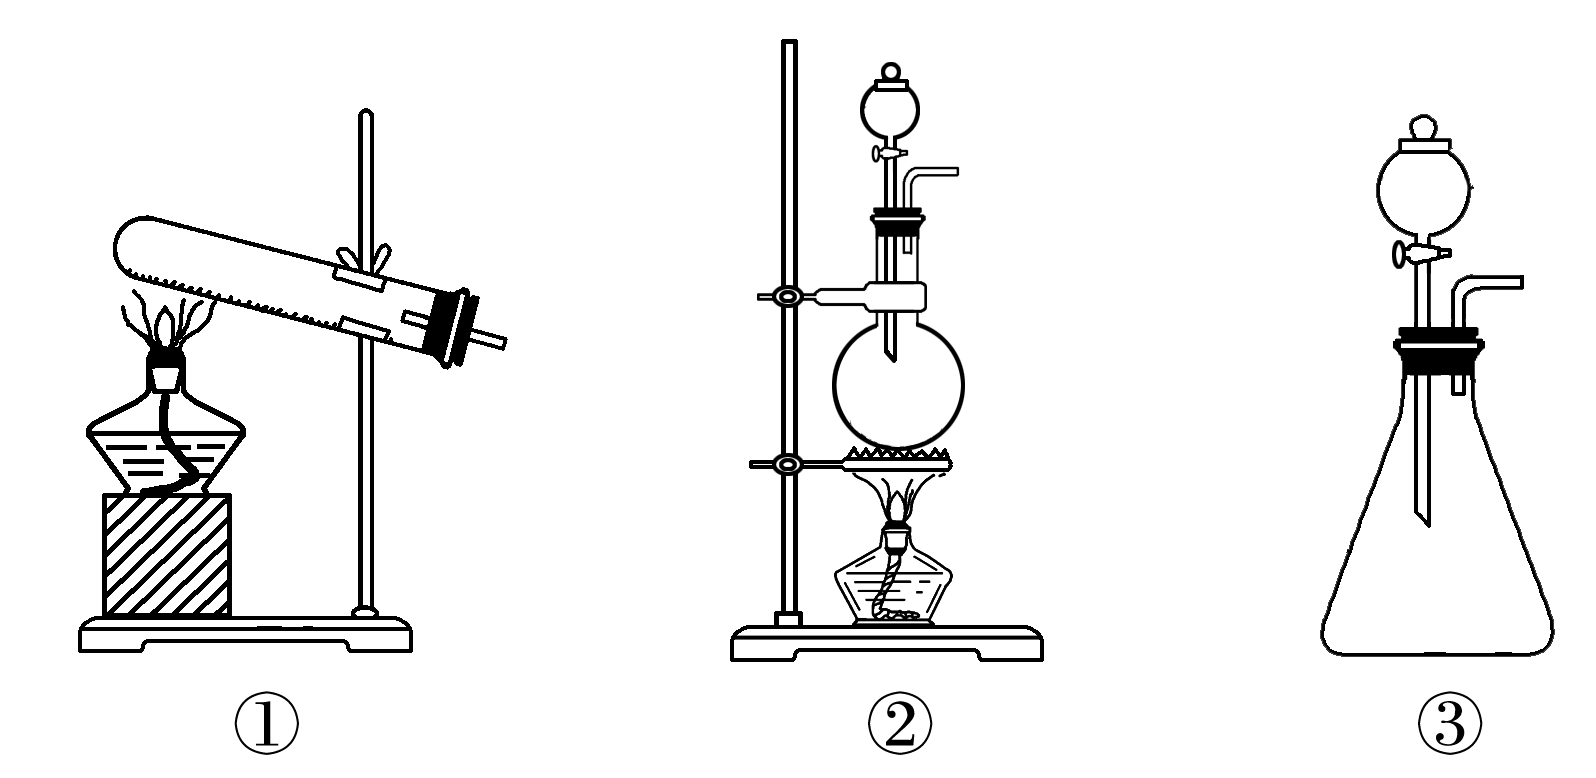 ① ② ③